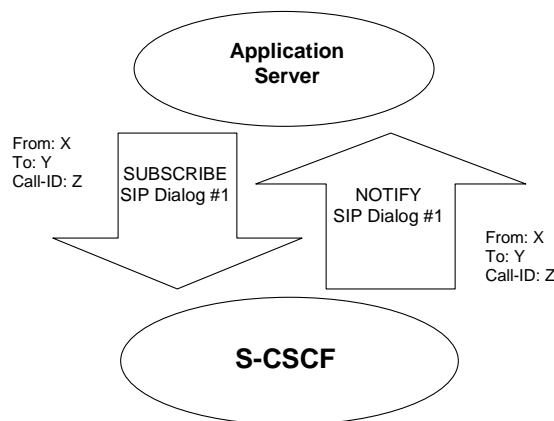 Application
Server
From: X
To: Y
Call-ID: Z
SUBSCRIBE
SIP Dialog #1
NOTIFY
SIP Dialog #1
From: X
To: Y
Call-ID: Z
S-CSCF